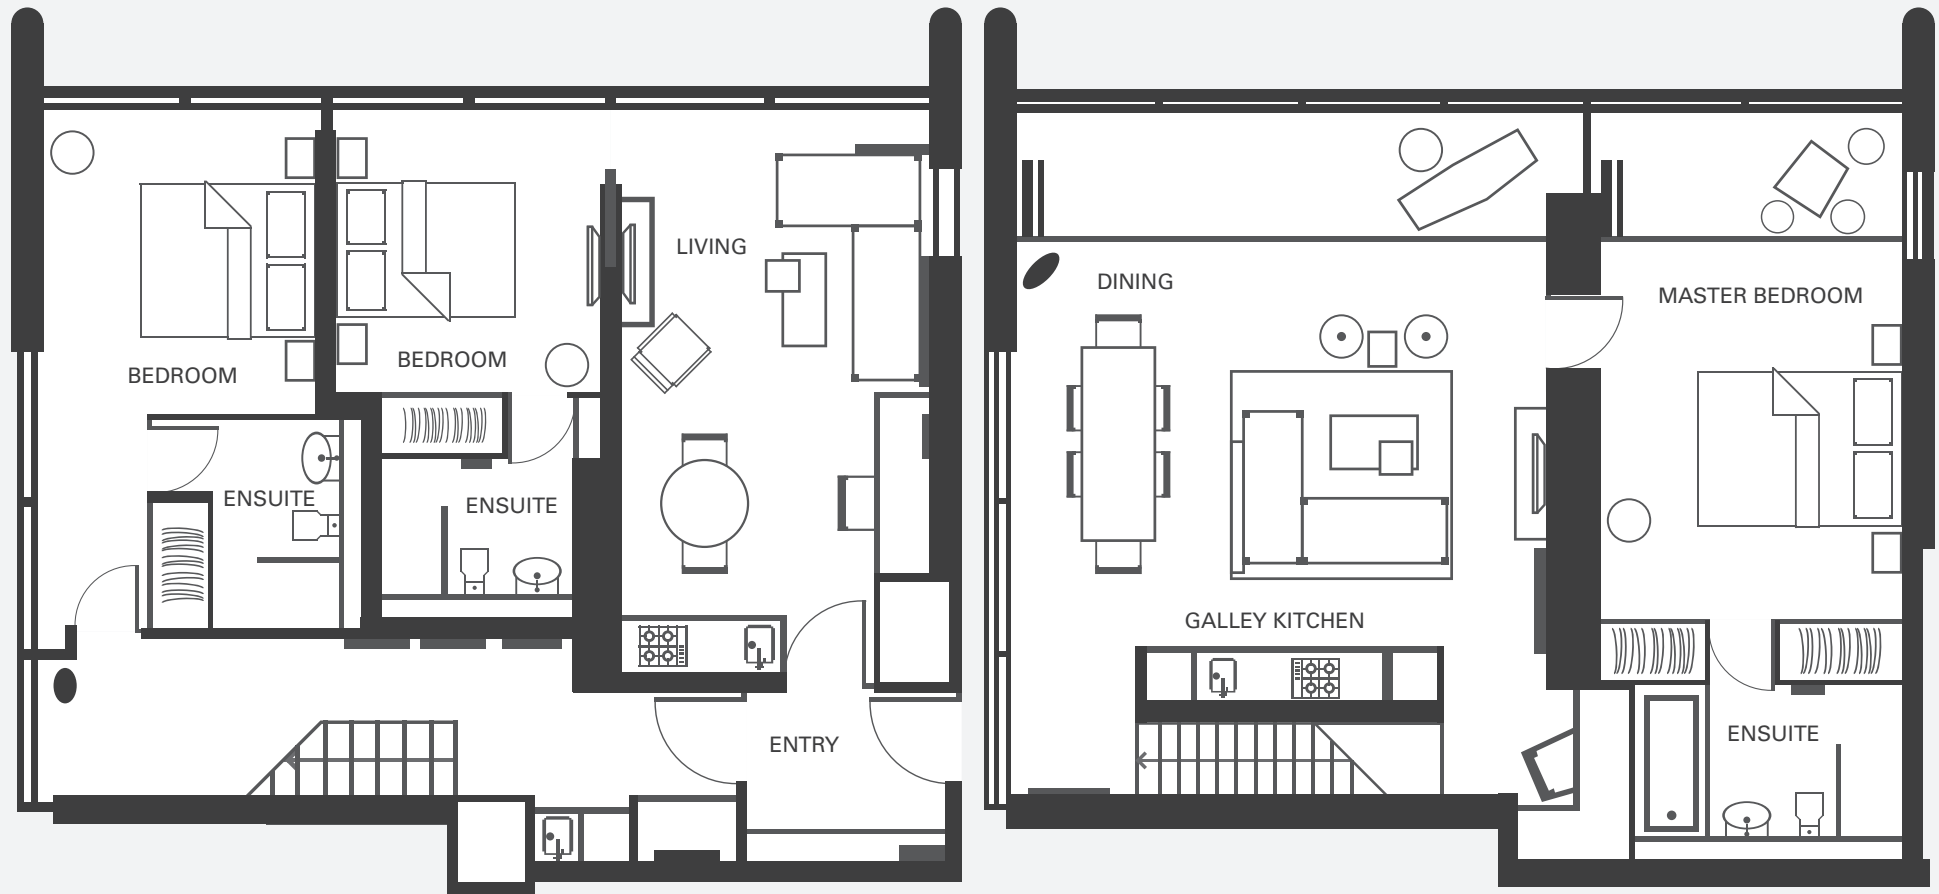 LIVING
BEDROOM
BEDROOM
ENSUITE
ENSUITE
ENTRY
DINING
MASTER BEDROOM
GALLEY KITCHEN
ENSUITE